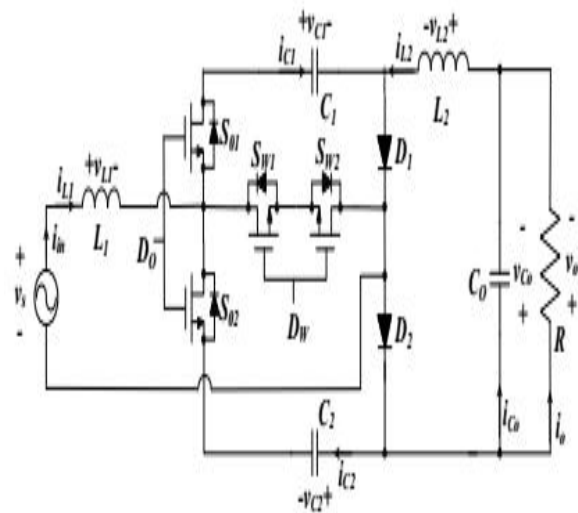 +vC1-
iC1
C1
iL2
-vL2+
L2
S01
SW1
SW2
D1
iL1
+vL1-
L1
iin
DO
+
vs
-
S02
DW
D2
CO
-
vCo
+
-
vo
+
R
C2
iC2
-vC2+
iCo
io